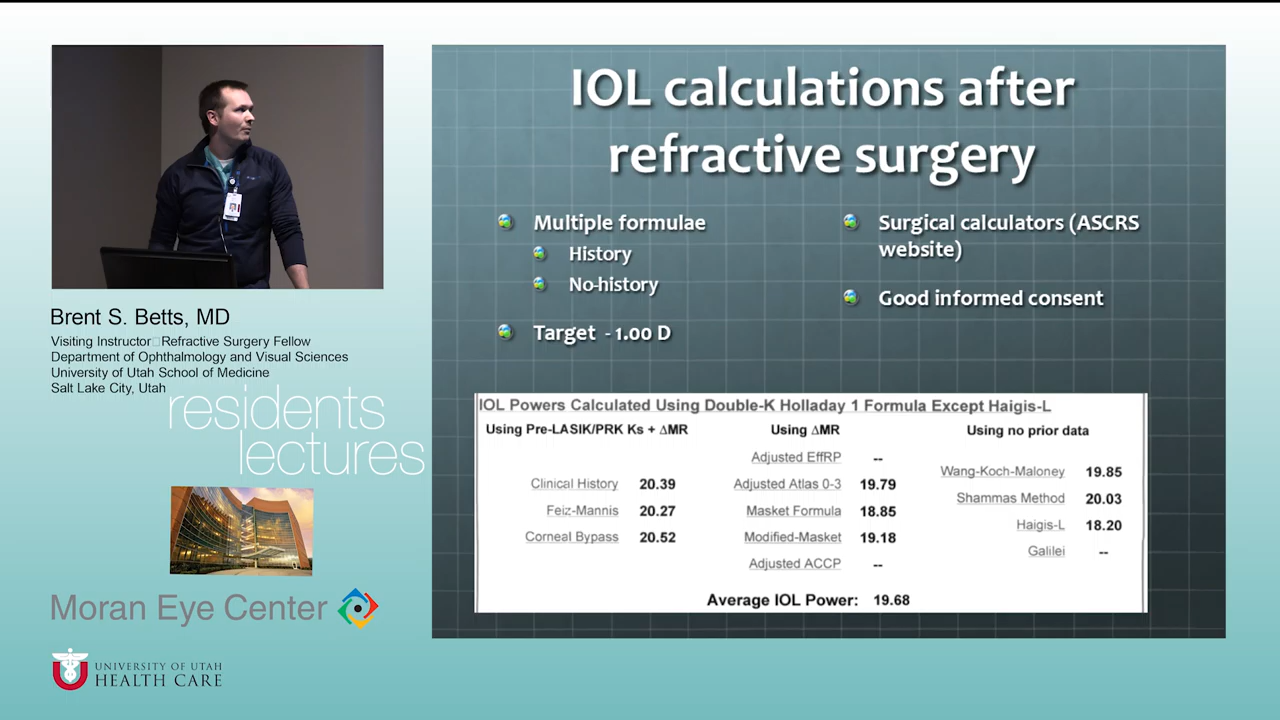 IOL calculations after
refractive surgery
Multiple formulae
History
No-history
Target - 1.00 D
Surgical calculators (ASCRS
website)
Good informed consent
IOL Powers Calculated Using Double-K Holladay 1 Formula Except Haigis-L
Using Pre-LASIK/PRK Ks + ΔMR
Clinical History 20.39
Feiz-Mannis 20.27
Corneal Bypass 20.52
Using ΔMR
Adjusted EffRP --
Adjusted Atlas 0-3 19.79
Masket Formula 18.85
Modified-Masket 19.18
Adjusted ACCP --
Using no prior data
Wang-Koch-Maloney 19.85
Shammas Method 20.03
Haigis-L 18.20
Galilei --
Average IOL Power: 19.68
Brent S. Betts, MD
Visiting Instructor□Refractive Surgery Fellow
Department of Ophthalmology and Visual Sciences
University of Utah School of Medicine
Salt Lake City, Utah
residents
lectures
Moran Eye Center
UNIVERSITY OF UTAH
HEALTH CARE